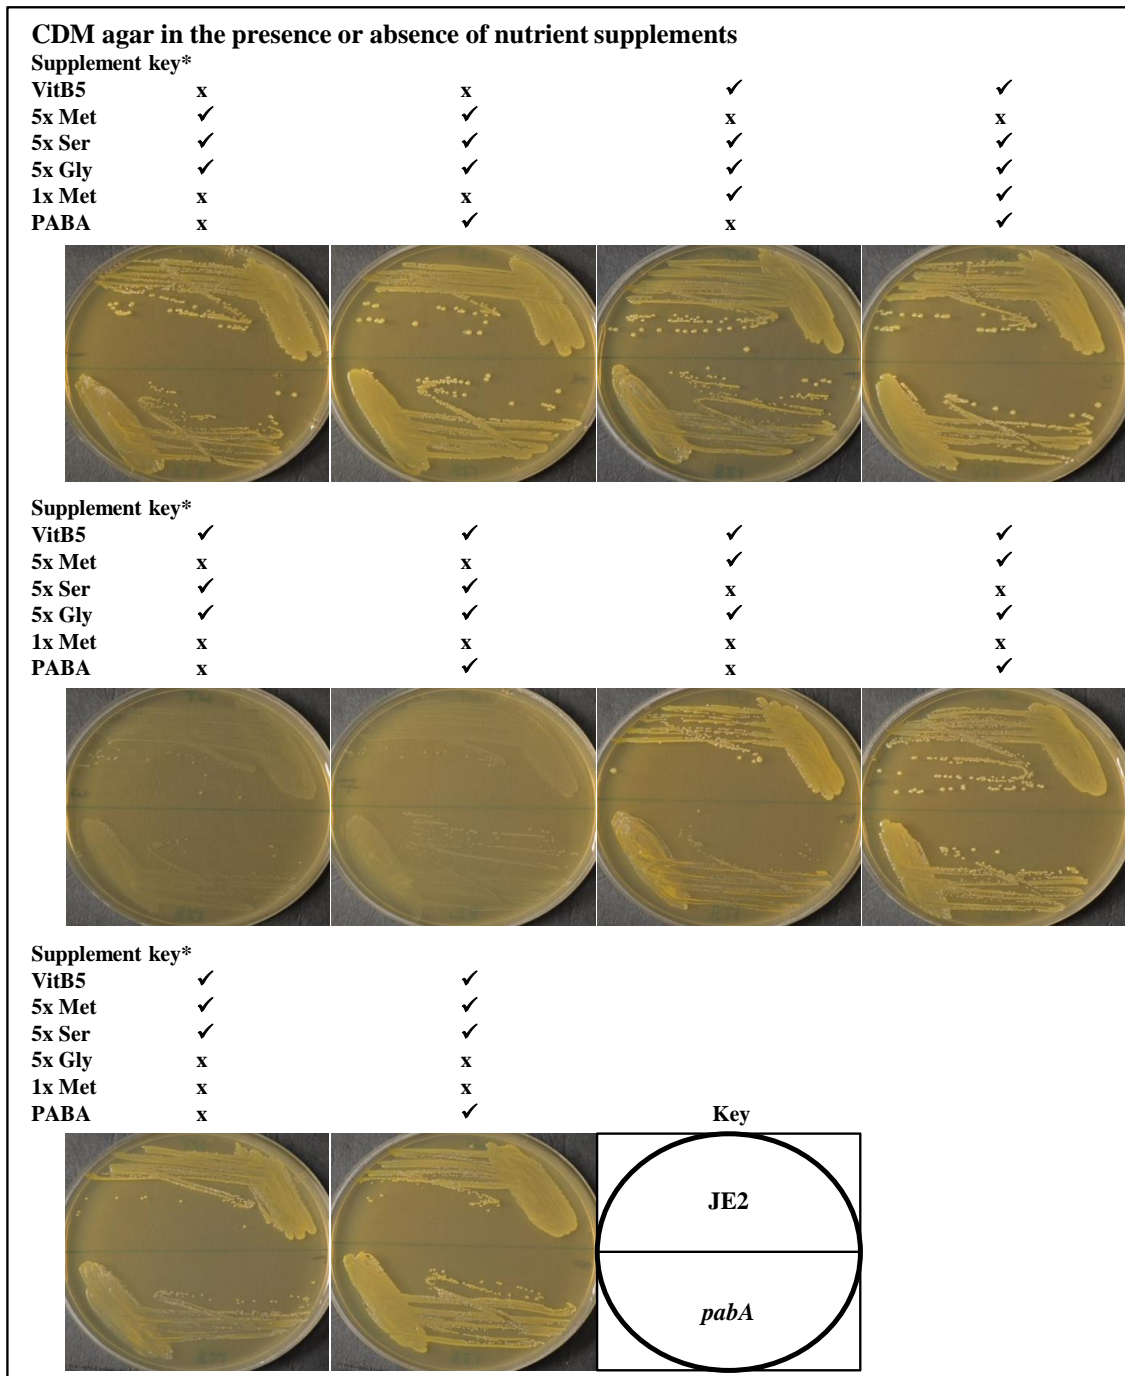 CDM agar in the presence or absence of nutrient supplements
Supplement key*
VitB5 x x ✓ ✓
5x Met ✓ ✓ x x
5x Ser ✓ ✓ ✓ ✓
5x Gly ✓ ✓ ✓ ✓
1x Met x x ✓ ✓
PABA x ✓ x ✓
Supplement key*
VitB5 ✓ ✓ ✓ ✓
5x Met x x ✓ ✓
5x Ser ✓ ✓ x x
5x Gly ✓ ✓ ✓ ✓
1x Met x x x x
PABA x ✓ x ✓
Supplement key*
VitB5 ✓ ✓
5x Met ✓ ✓
5x Ser ✓ ✓
5x Gly x x
1x Met x x
PABA x ✓
Key
JE2
pabA